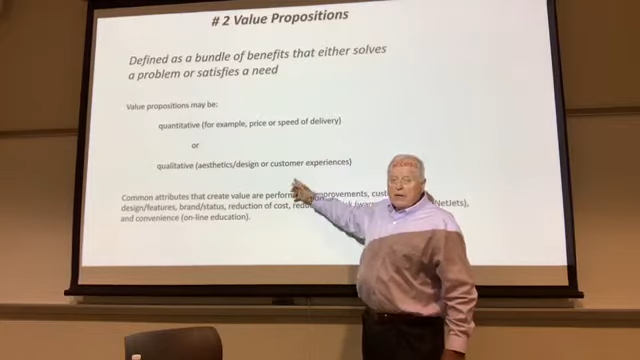 # 2 Value Propositions
Defined as a bundle of benefits that either solves
a problem or satisfies a need
Value propositions may be:
quantitative (for example, price or speed of delivery)
or
qualitative (aesthetics/design or customer experiences)
Common attributes that create value are improvements,
design/features, brand/status, reduction of cost, NetJets),
and convenience (on-line education).